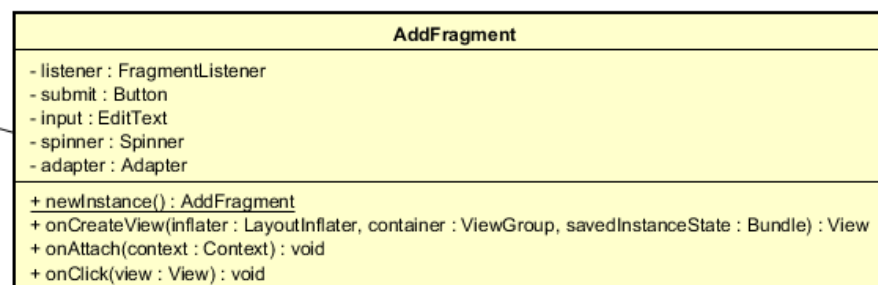 AddFragment
- listener : FragmentListener
- submit : Button
- input : EditText
- spinner : Spinner
- adapter : Adapter
+ newInstance() : AddFragment
+ onCreateView(inflater : LayoutInflater, container : ViewGroup, savedInstanceState : Bundle) : View
+ onAttach(context : Context) : void
+ onClick(view : View) : void